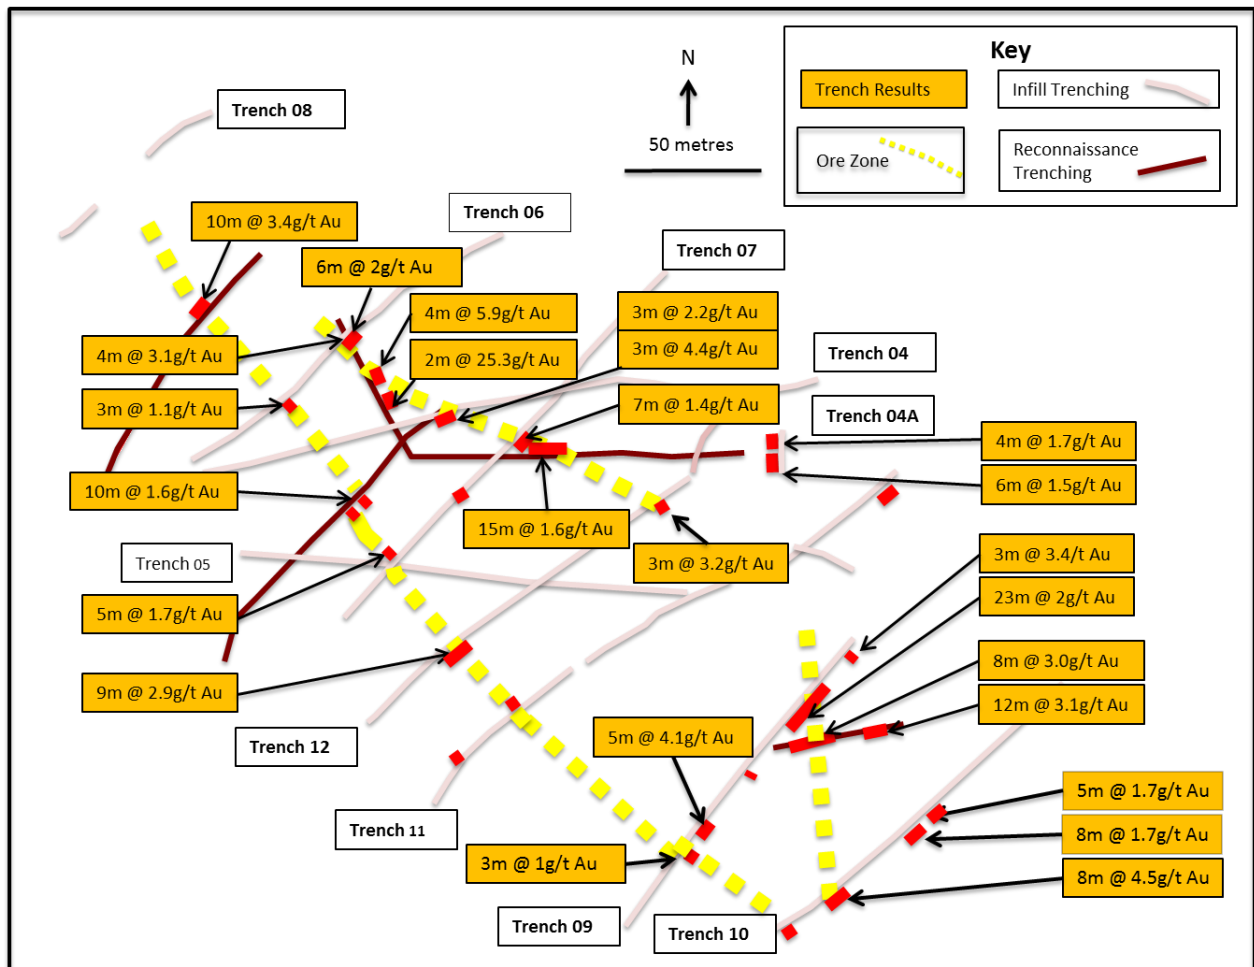 Key
Trench Results
Infill Trenching
Ore Zone
Reconnaissance
Trenching
N
50 metres
Trench 08
10m @ 3.4g/t Au
Trench 06
6m @ 2g/t Au
Trench 07
4m @ 5.9g/t Au
3m @ 2.2g/t Au
4m @ 3.1g/t Au
2m @ 25.3g/t Au
3m @ 4.4g/t Au
Trench 04
3m @ 1.1g/t Au
7m @ 1.4g/t Au
Trench 04A
4m @ 1.7g/t Au
10m @ 1.6g/t Au
6m @ 1.5g/t Au
15m @ 1.6g/t Au
Trench 05
3m @ 3.2g/t Au
3m @ 3.4/t Au
5m @ 1.7g/t Au
23m @ 2g/t Au
9m @ 2.9g/t Au
8m @ 3.0g/t Au
12m @ 3.1g/t Au
Trench 12
5m @ 4.1g/t Au
5m @ 1.7g/t Au
Trench 11
8m @ 1.7g/t Au
3m @ 1g/t Au
8m @ 4.5g/t Au
Trench 09
Trench 10